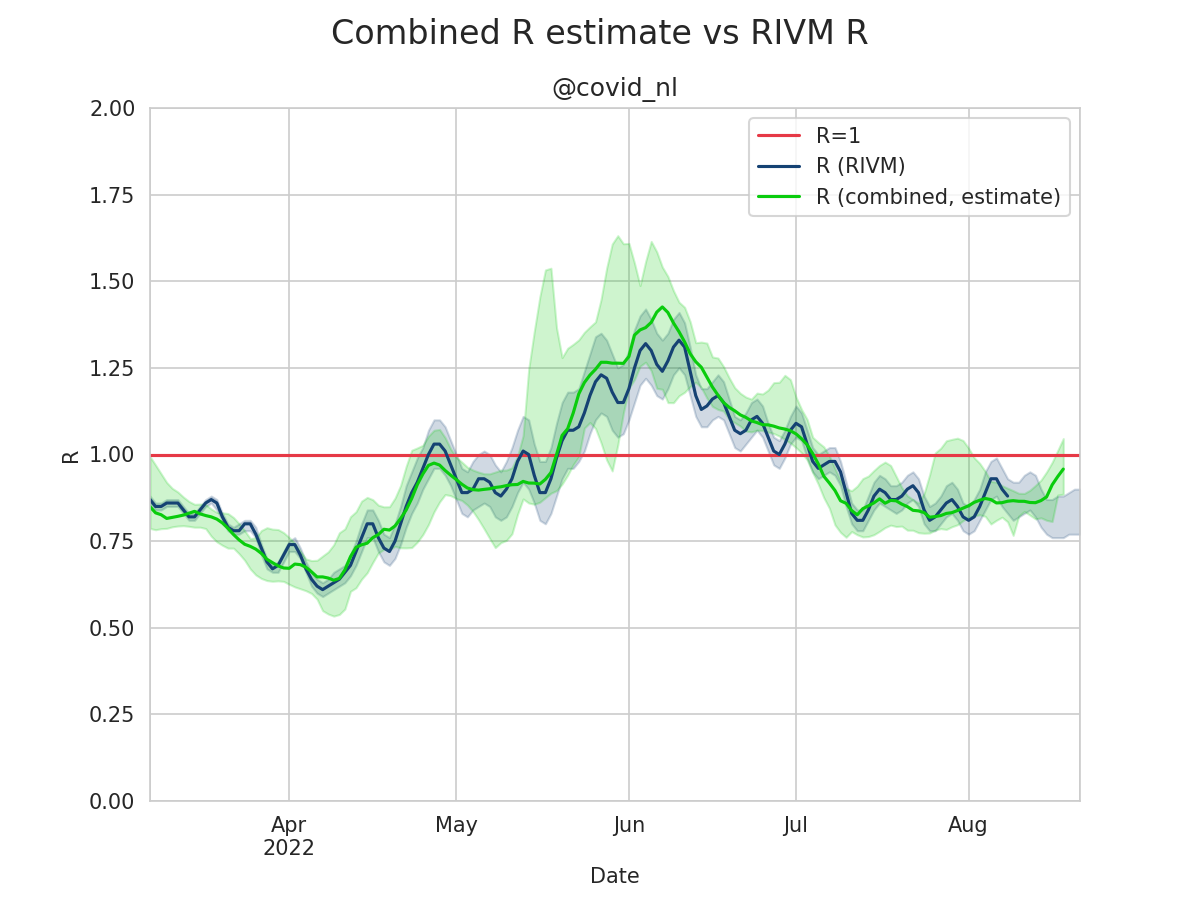 Combined R estimate vs RIVM R
@covid_nl
R=1
R (RIVM)
R (combined, estimate)
2.00
1.75
1.50
1.25
1.00
0.75
0.50
0.25
0.00
R
Apr May Jun Jul Aug
2022
Date